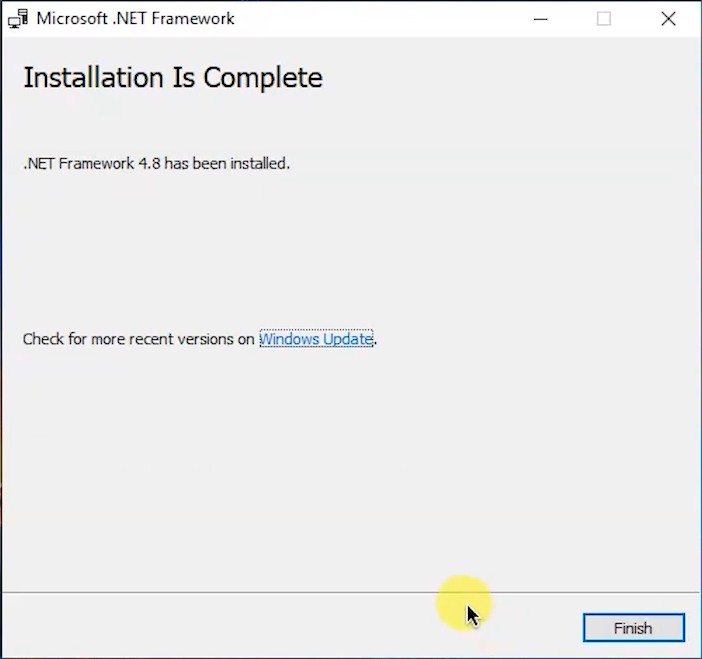 Microsoft .NET Framework
Installation Is Complete
.NET Framework 4.8 has been installed.
Check for more recent versions on Windows Update.
Finish